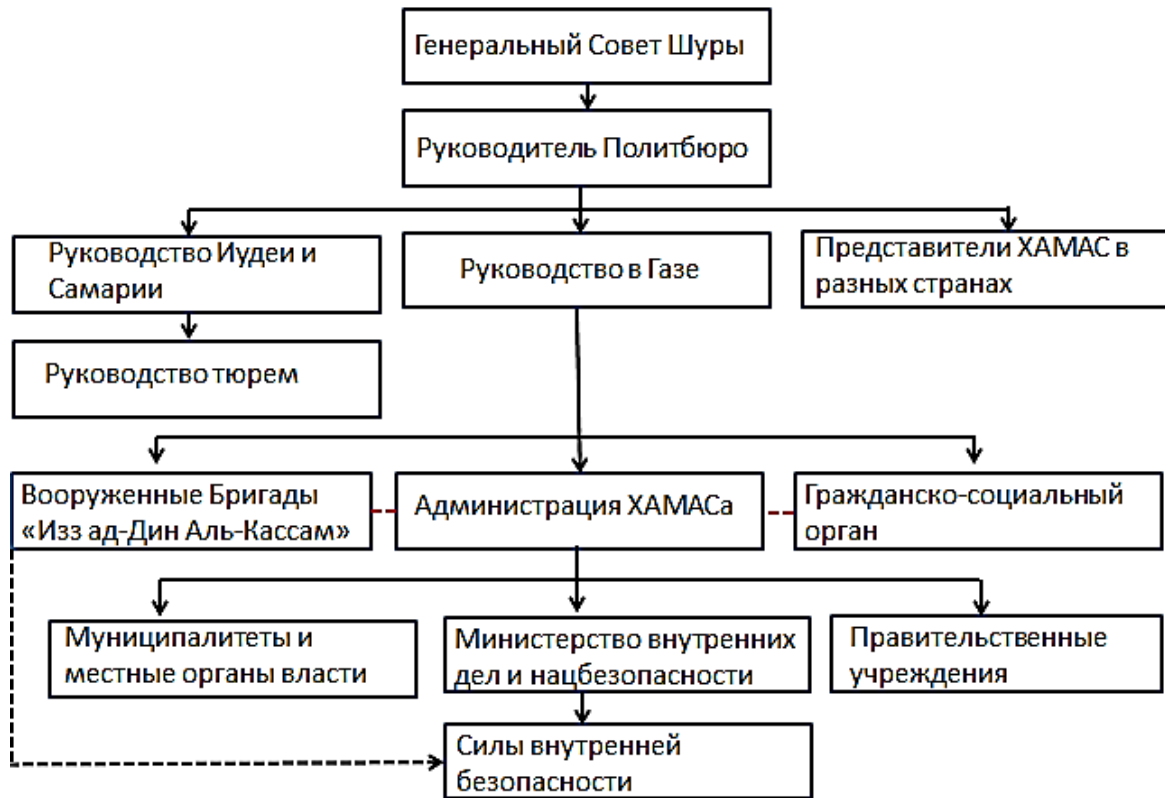 Генеральный Совет Шуры
Руководитель Политбюро
Руководство Иудеи и
Самарии
Руководство в Газе
Представители ХАМАС в
разных странах
Руководство тюрем
Вооруженные Бригады
«Изз ад-Дин Аль-Кассам»
Администрация ХАМАСа
Гражданско-социальный
орган
Муниципалитеты и
местные органы власти
Министерство внутренних
дел и нацбезопасности
Правительственные
учреждения
Силы внутренней
безопасности